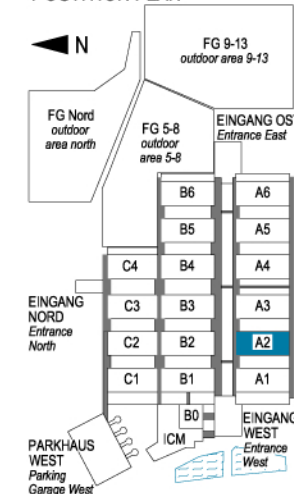 N
FG 9-13
outdoor area 9-13
FG Nord
outdoor
area north
FG 5-8
outdoor
area 5-8
EINGANG OS
Entrance East
B6
A6
B5
A5
C4
B4
A4
EINGANG
NORD
Entrance
North
C3
B3
A3
C2
B2
A2
C1
B1
A1
B0
ICM
EINGANG
WEST
Entrance
West
PARKHAUS
WEST
Parking
Garage West